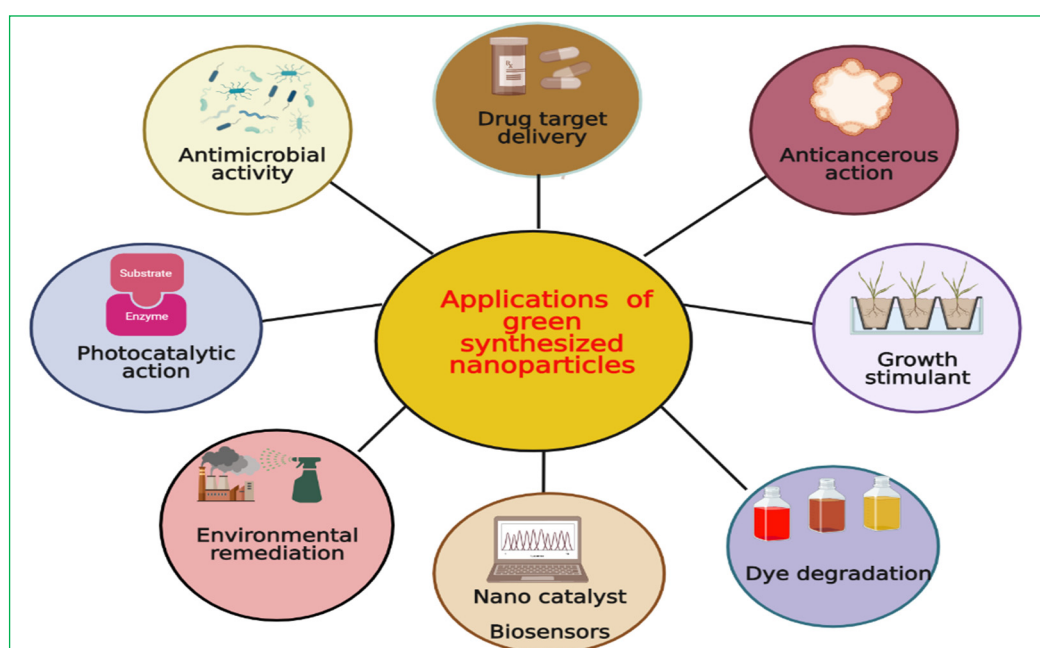 Drug target
delivery
Antimicrobial
activity
Anticancerous
action
Substrate
Enzyme
Photocatalytic
action
Applications of
green
synthesized
nanoparticles
Growth
stimulant
Environmental
remediation
Nano catalyst
Biosensors
Dye degradation